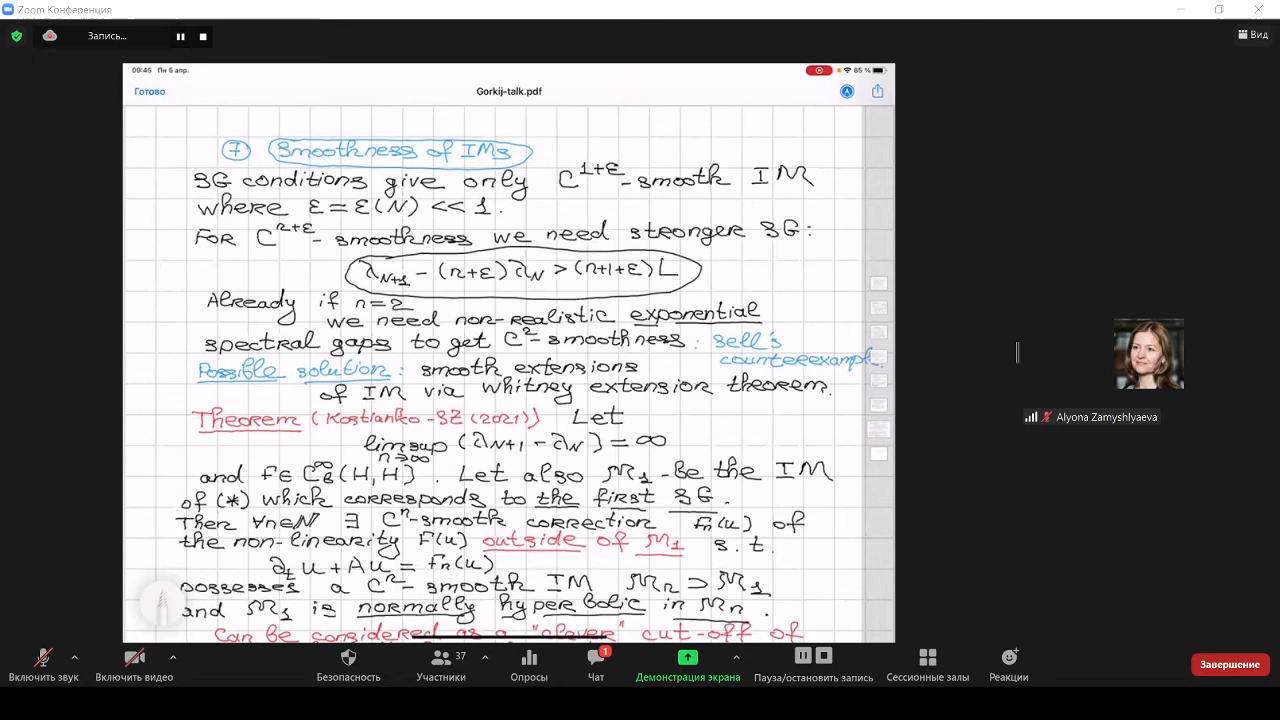 Zoom Конференция
Запись...
Вид
09:45 Пн 5 апр.
85 %
Готово
Gorkij-talk.pdf
7 Smoothness of IMs
SG conditions give only C^{1+ε}-smooth IM
where ε = ε(N) << 1.
For C^{n+ε}-smoothness we need stronger SG:
λ_{N+1} - (n+ε)λ_N > (n+1+ε)L
Already if n=2
we need non-realistic exponential
spectral gaps to get C²-smoothness: Sell's
counterexample.
Possible solution: smooth extensions
of IM via Whitney extension theorem.
Theorem (Kostianko-SZ (2021)) Let
lim sup_{n→∞} (λ_{N+1} - λ_N) = ∞
and F ∈ C_b^∞(H,H). Let also M_1 - be the IM
of (*) which corresponds to the first SG.
Then ∀n∈N ∃ C^n-smooth correction F_n(u) of
the non-linearity F(u) outside of M_1 s.t.
∂_t u + Au = F_n(u)
possesses a C^n-smooth IM M_n ⊃ M_1
and M_1 is normally hyperbolic in M_n.
Can be considered as a "clever" cut-off of
Alyona Zamyshlyaeva
Включить звук
Включить видео
Безопасность
37
Участники
Опросы
1
Чат
Демонстрация экрана
Пауза/остановить запись
Сессионные залы
Реакции
Завершение